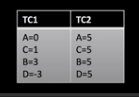 TC1 TC2
A=0 A=5
C=1 C=5
B=3 B=5
D=-3 D=5